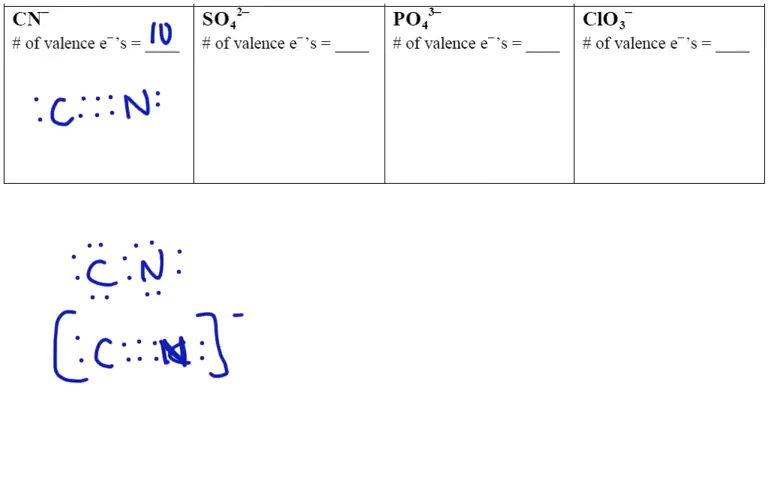 CN⁻
# of valence e⁻'s = 10
:C:::N:
SO₄²⁻
# of valence e⁻'s = ____
PO₄³⁻
# of valence e⁻'s = ____
ClO₃⁻
# of valence e⁻'s = ____
:C:N:
[:C:::N:]⁻